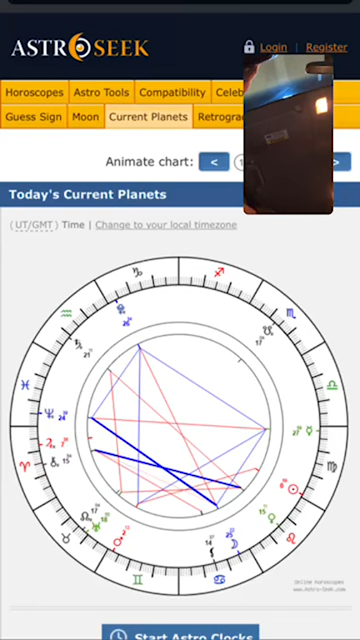 ASTROSEEK
Login | Register
Horoscopes Astro Tools Compatibility Celeb
Guess Sign Moon Current Planets Retrograd
Animate chart: < >
Today's Current Planets
(UT/GMT) Time | Change to your local timezone
Online Horoscopes
www.Astro-Seek.com
Start Astro Clocks